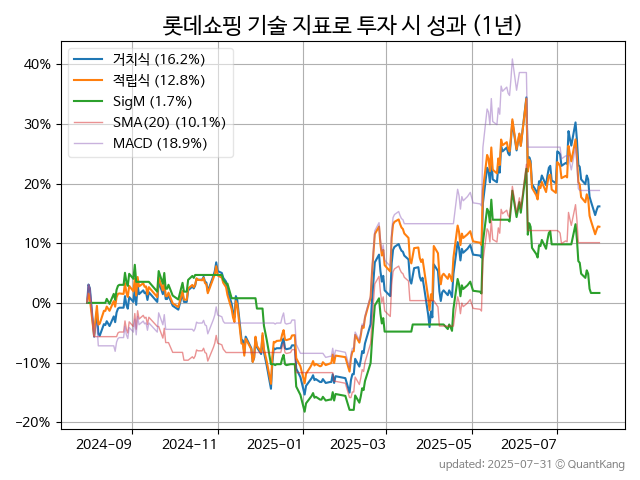 롯데쇼핑 기술 지표로 투자 시 성과 (1년)
거치식 (16.2%)
적립식 (12.8%)
SigM (1.7%)
SMA(20) (10.1%)
MACD (18.9%)
40%
30%
20%
10%
0%
−10%
−20%
2024-09 2024-11 2025-01 2025-03 2025-05 2025-07
updated: 2025-07-31 © QuantKang